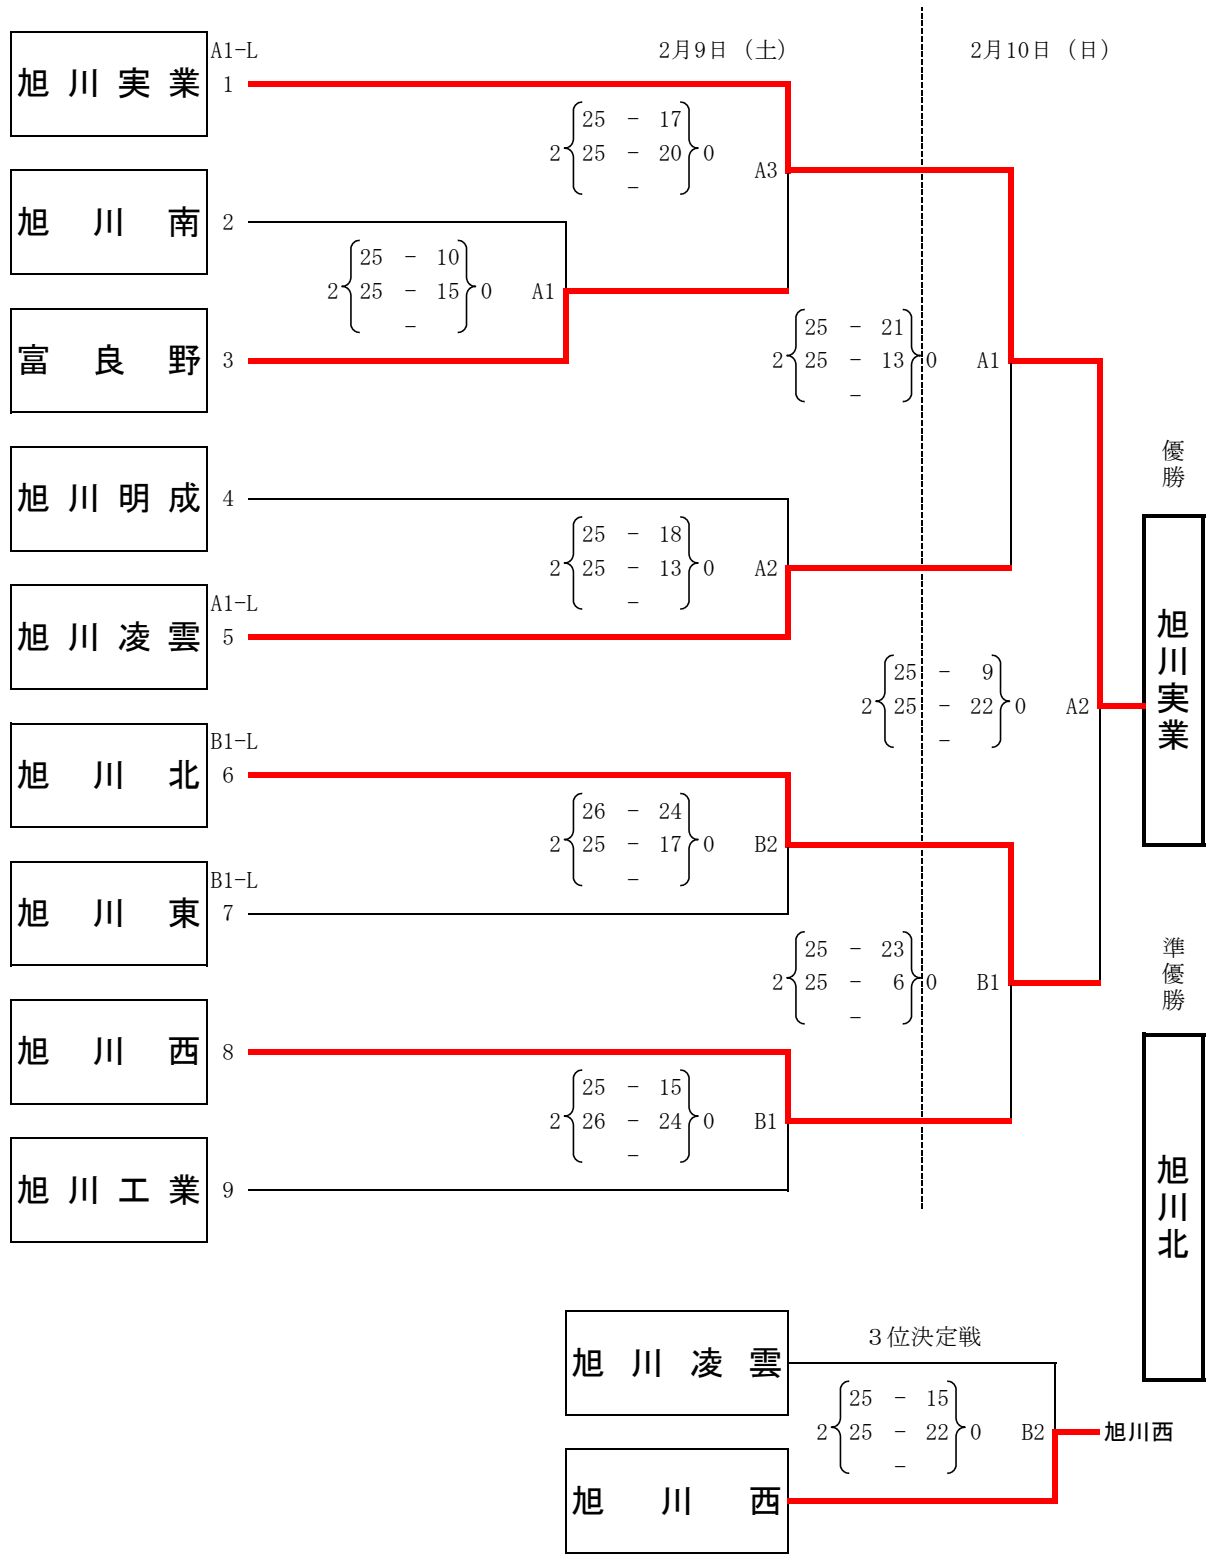 2月9日（土）
2月10日（日）
旭川実業
A1-L
1
25 - 17
2 25 - 20 0
-
A3
旭川南
2
25 - 10
2 25 - 15 0
-
A1
富良野
3
25 - 21
2 25 - 13 0
-
A1
旭川明成
4
25 - 18
2 25 - 13 0
-
A2
旭川凌雲
A1-L
5
優勝
旭川実業
25 - 9
2 25 - 22 0
-
A2
旭川北
B1-L
6
26 - 24
2 25 - 17 0
-
B2
旭川東
B1-L
7
25 - 23
2 25 - 6 0
-
B1
準優勝
旭川北
旭川西
8
25 - 15
2 26 - 24 0
-
B1
旭川工業
9
３位決定戦
旭川凌雲
25 - 15
2 25 - 22 0
-
B2
旭川西
旭川西